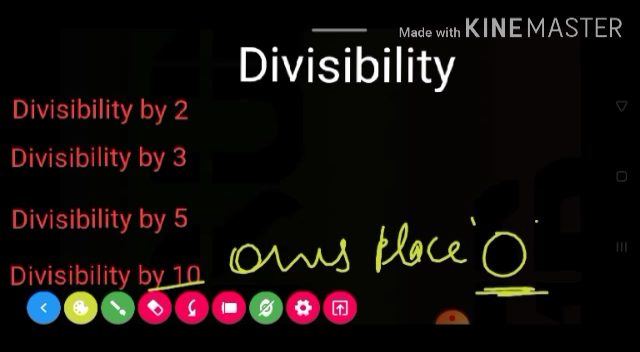 Made with KINEMASTER
Divisibility
Divisibility by 2
Divisibility by 3
Divisibility by 5
Divisibility by 10 ones place 0